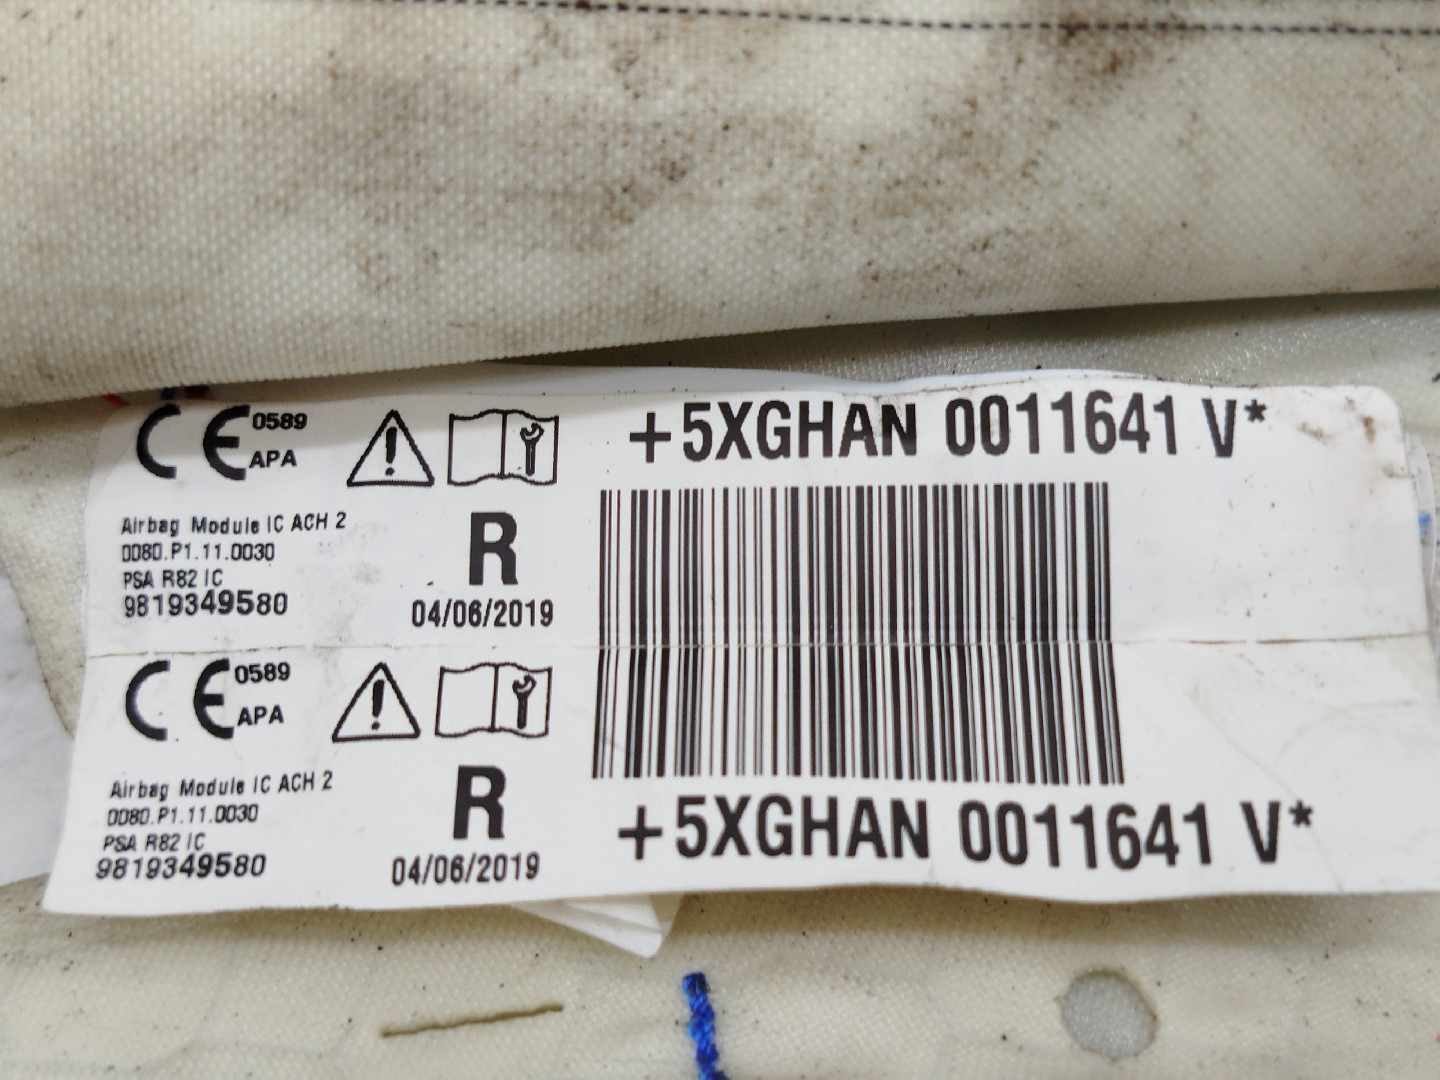 CE 0589
APA
+5XGHAN 0011641 V*
Airbag Module IC ACH 2
0080.P1.11.0030
PSA R82 IC
9819349580
R
04/06/2019
CE 0589
APA
Airbag Module IC ACH 2
0080.P1.11.0030
PSA R82 IC
9819349580
R
04/06/2019
+5XGHAN 0011641 V*